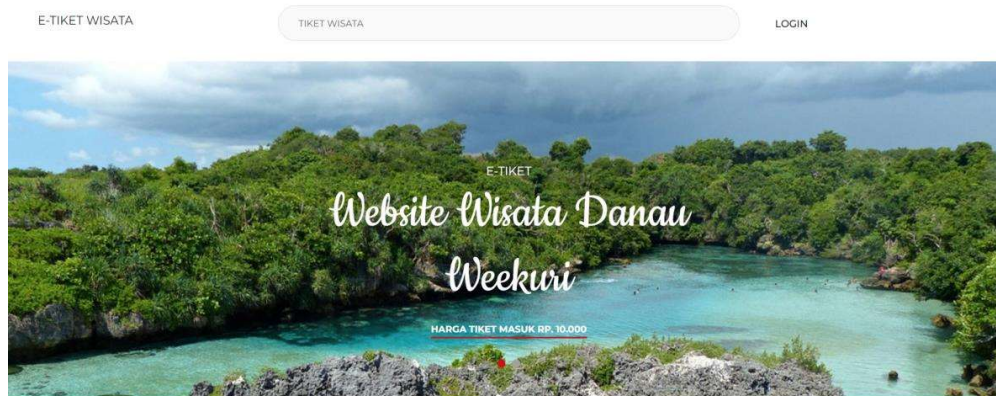 E-TIKET WISATA
TIKET WISATA
LOGIN
E-TIKET
Website Wisata Danau
Weekuri
HARGA TIKET MASUK RP. 10.000